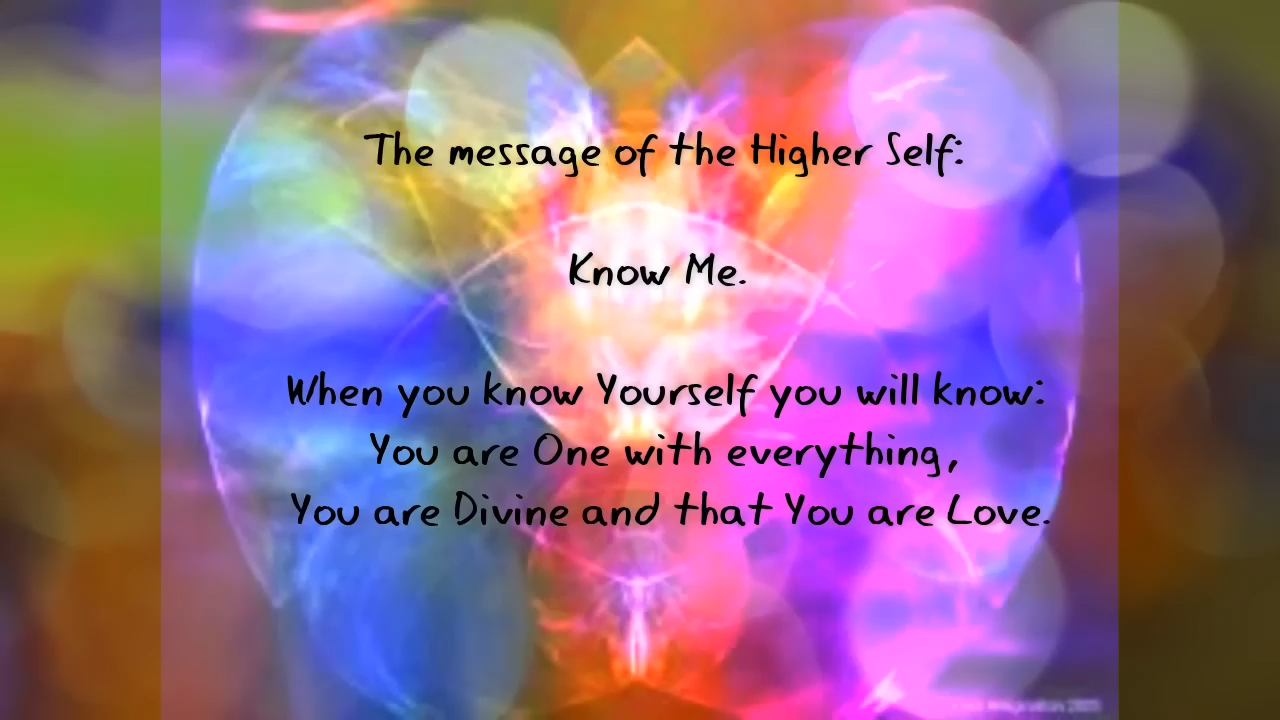 The message of the Higher Self:
Know Me.
When you know Yourself you will know:
You are One with everything,
You are Divine and that You are Love.